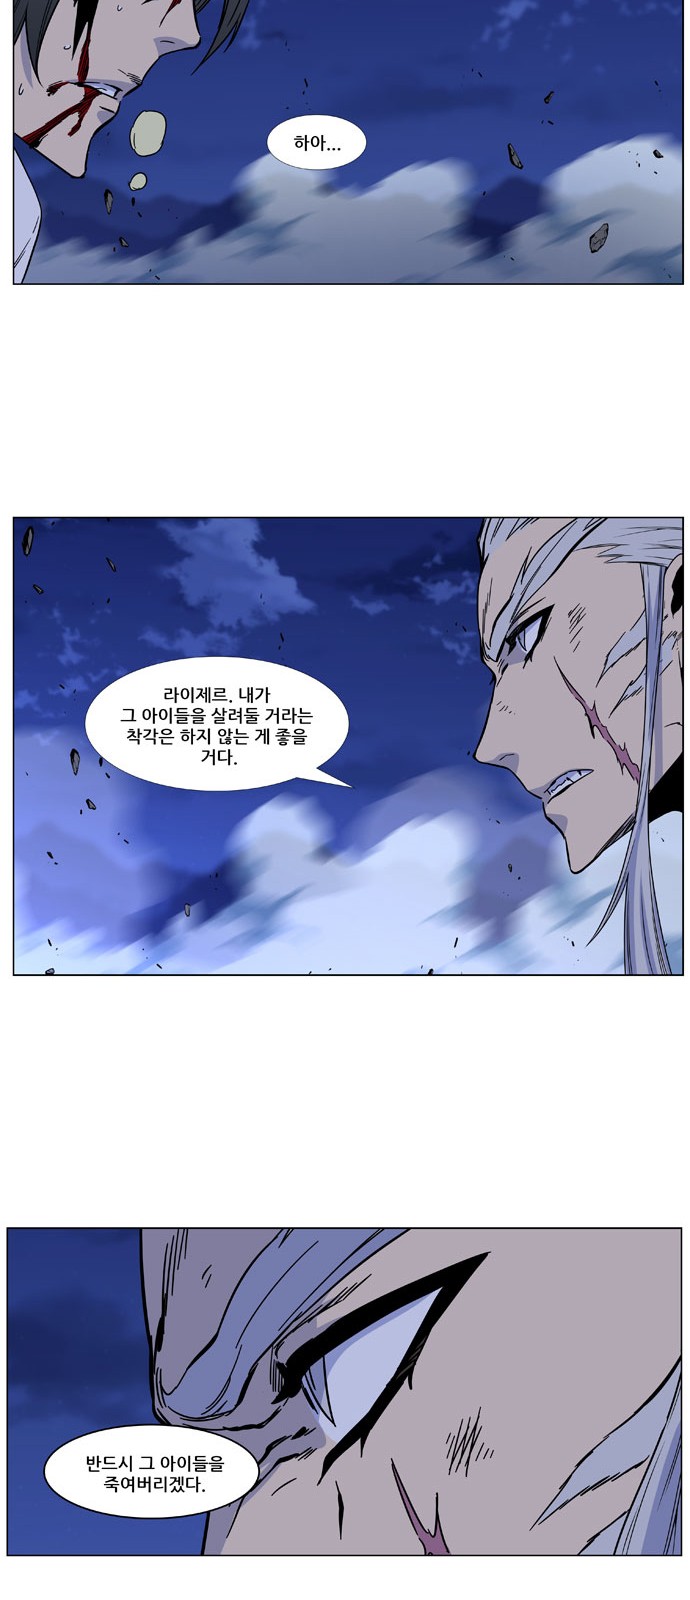 하아...
라이제르. 내가
그 아이들을 살려둘 거라는
착각은 하지 않는 게 좋을
거다.
반드시 그 아이들을
죽여버리겠다.